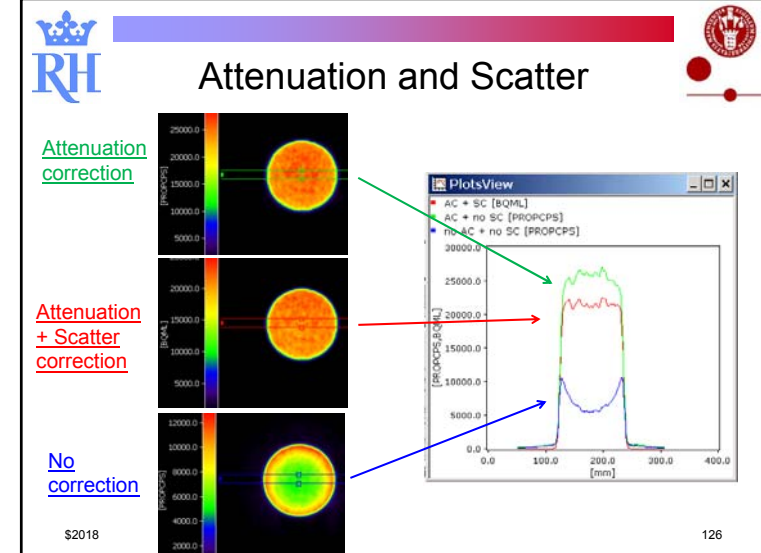 RH
Attenuation and Scatter
Attenuation
correction
25000.0
20000.0
15000.0
10000.0
5000.0
[PROPCPS]
Attenuation
+ Scatter
correction
20000.0
15000.0
10000.0
5000.0
[BQML]
No
correction
12000.0
10000.0
8000.0
6000.0
4000.0
2000.0
[PROPCPS]
PlotsView
AC + SC [BQML]
AC + no SC [PROPCPS]
no AC + no SC [PROPCPS]
30000.0
25000.0
20000.0
15000.0
10000.0
5000.0
0.0
[PROPCPS,BQML]
0.0 100.0 200.0 300.0 400.0
[mm]
$2018
126